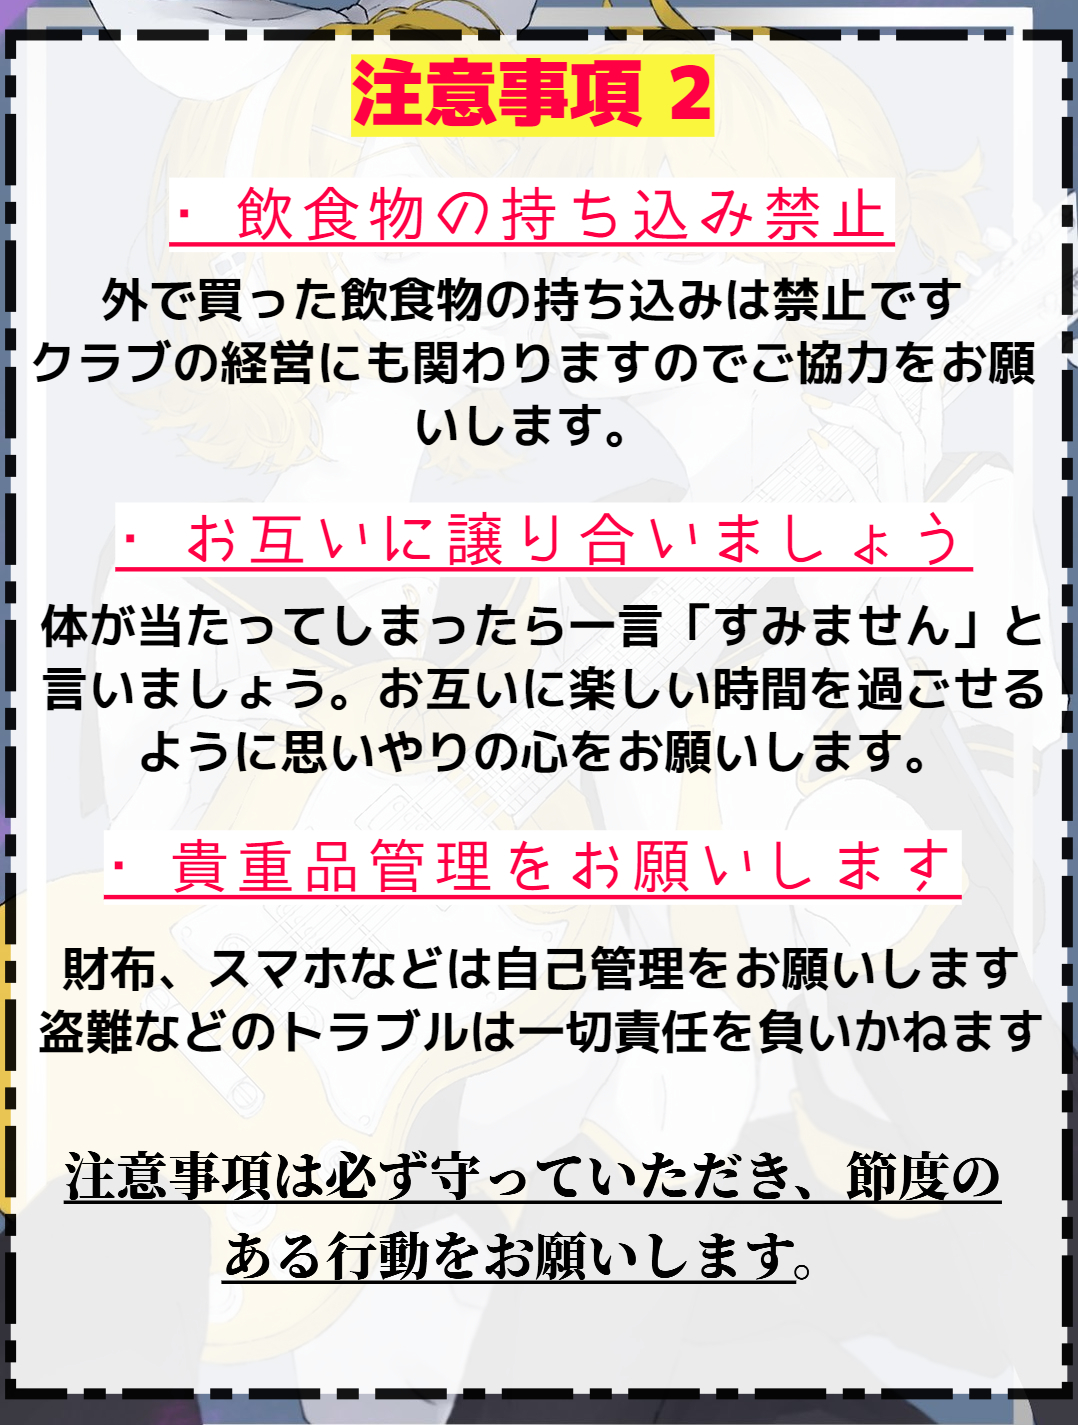 注意事項 2
・飲食物の持ち込み禁止
外で買った飲食物の持ち込みは禁止です
クラブの経営にも関わりますのでご協力をお願
いします。
・お互いに譲り合いましょう
体が当たってしまったら一言「すみません」と
言いましょう。お互いに楽しい時間を過ごせる
ように思いやりの心をお願いします。
・貴重品管理をお願いします
財布、スマホなどは自己管理をお願いします
盗難などのトラブルは一切責任を負いかねます
注意事項は必ず守っていただき、節度の
ある行動をお願いします。